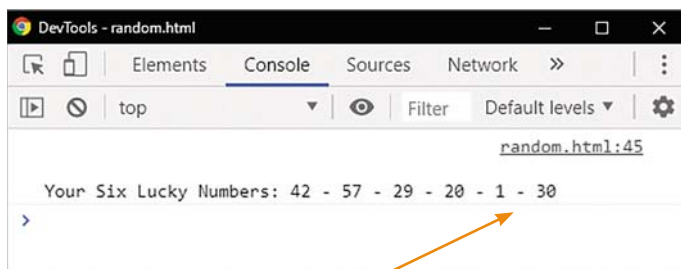 DevTools - random.html
Elements Console Sources Network »
top Filter Default levels
random.html:45
Your Six Lucky Numbers: 42 - 57 - 29 - 20 - 1 - 30
>